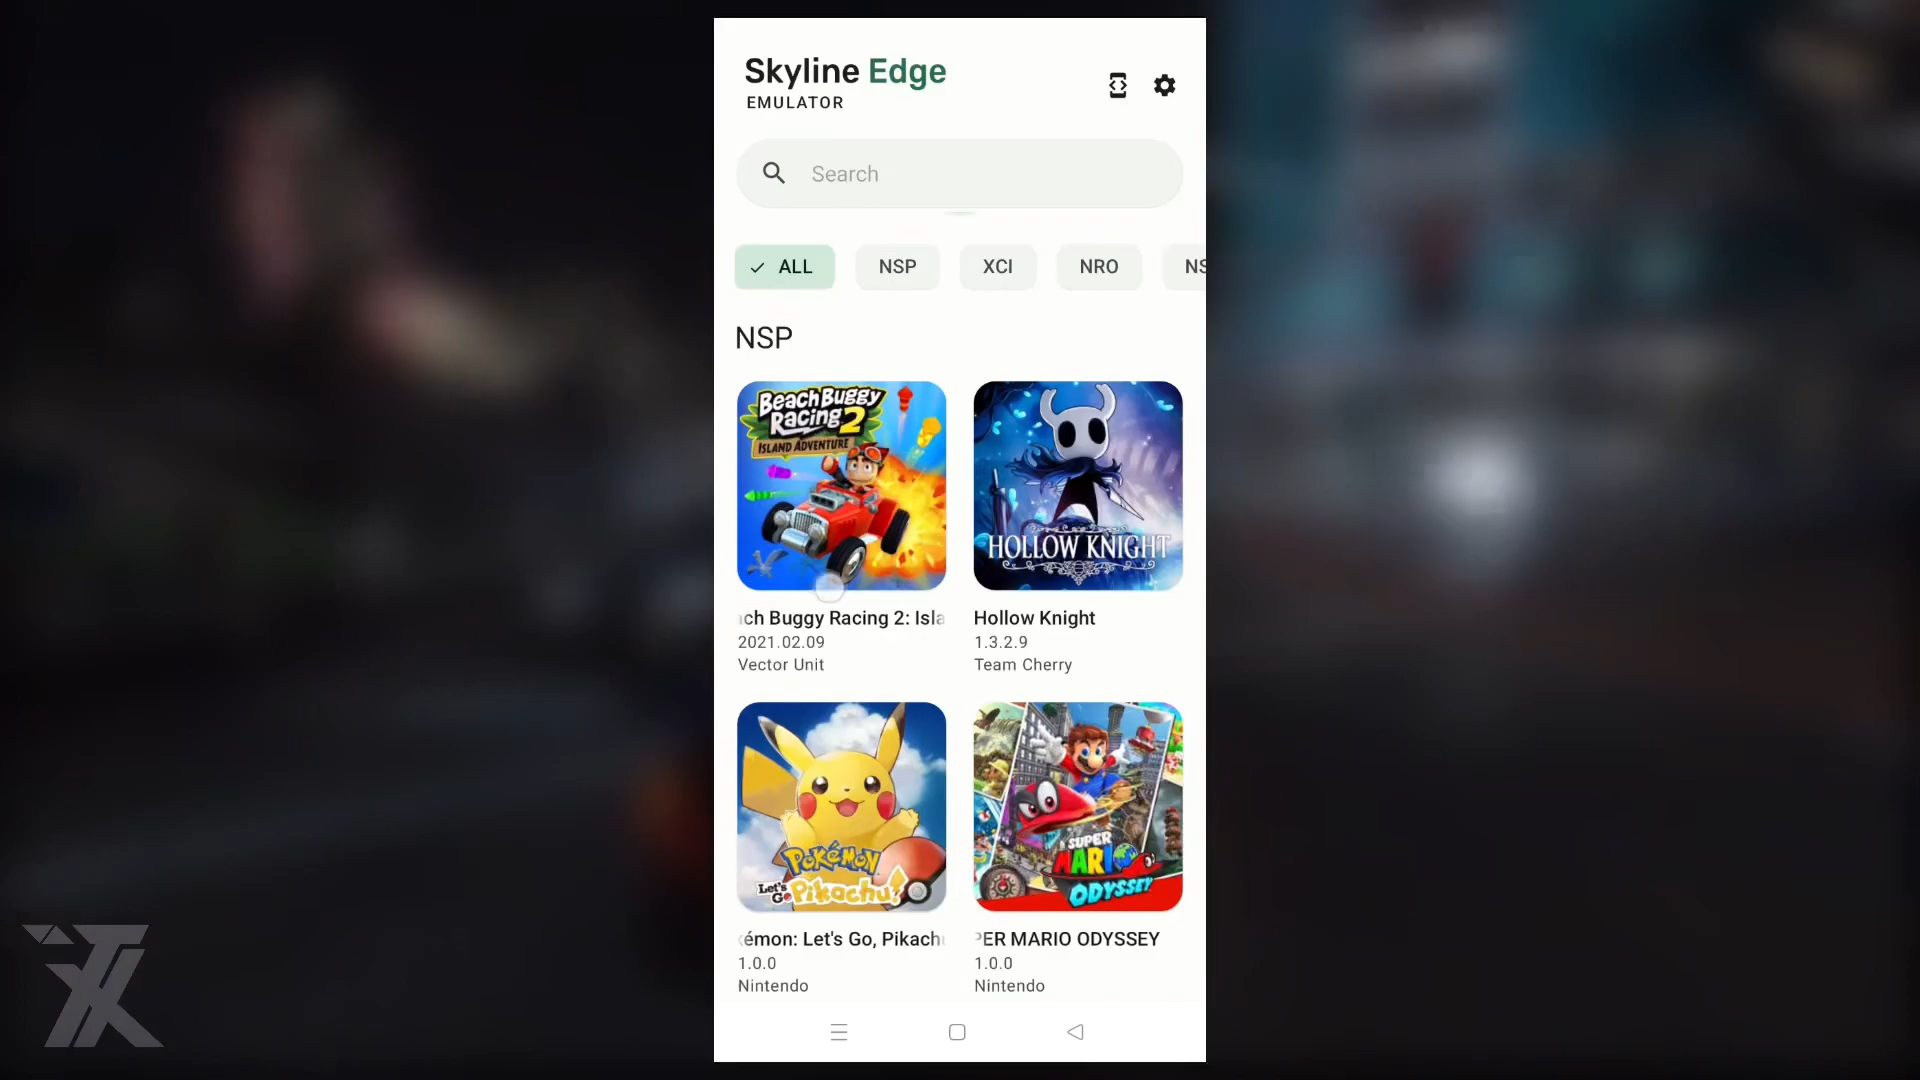 Skyline Edge
EMULATOR
Search
ALL
NSP
XCI
NRO
NS
NSP
Beach Buggy
Racing 2
ISLAND ADVENTURE
HOLLOW KNIGHT
ch Buggy Racing 2: Isla
Hollow Knight
2021.02.09
1.3.2.9
Vector Unit
Team Cherry
POKÉMON
Let's Go Pikachu!
SUPER
MARIO
ODYSSEY
émon: Let's Go, Pikach
PER MARIO ODYSSEY
1.0.0
1.0.0
Nintendo
Nintendo